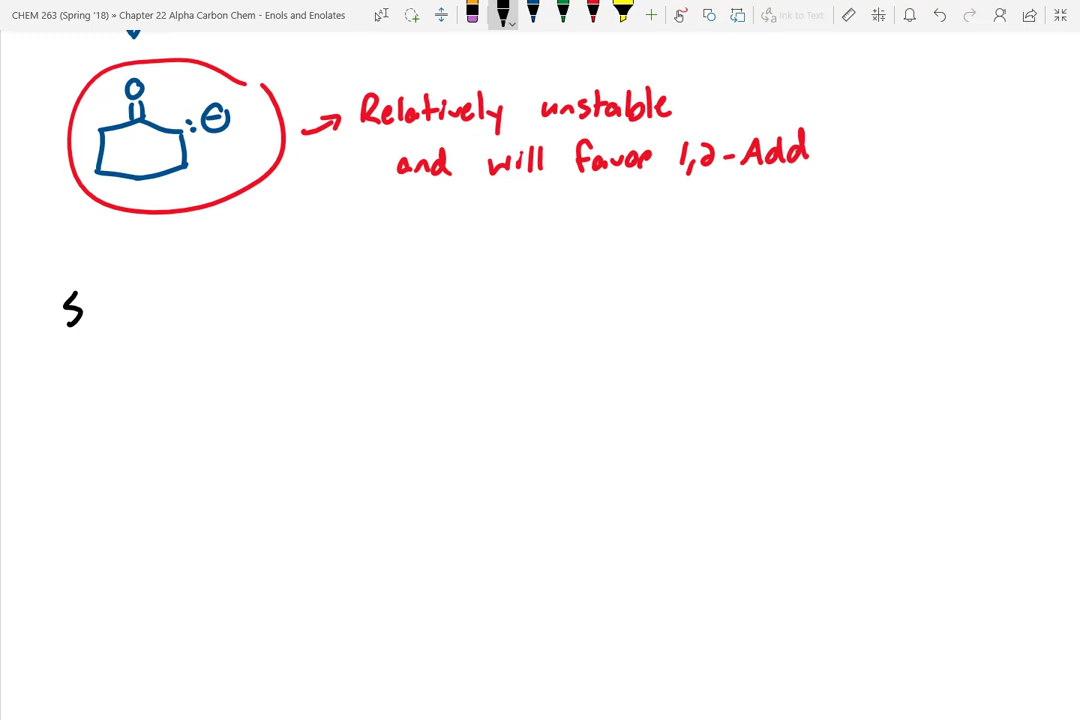 CHEM 263 (Spring '18) » Chapter 22 Alpha Carbon Chem - Enols and Enolates
Ink to Text
O
:⊖
→ Relatively unstable
and will favor 1,2-Add
S